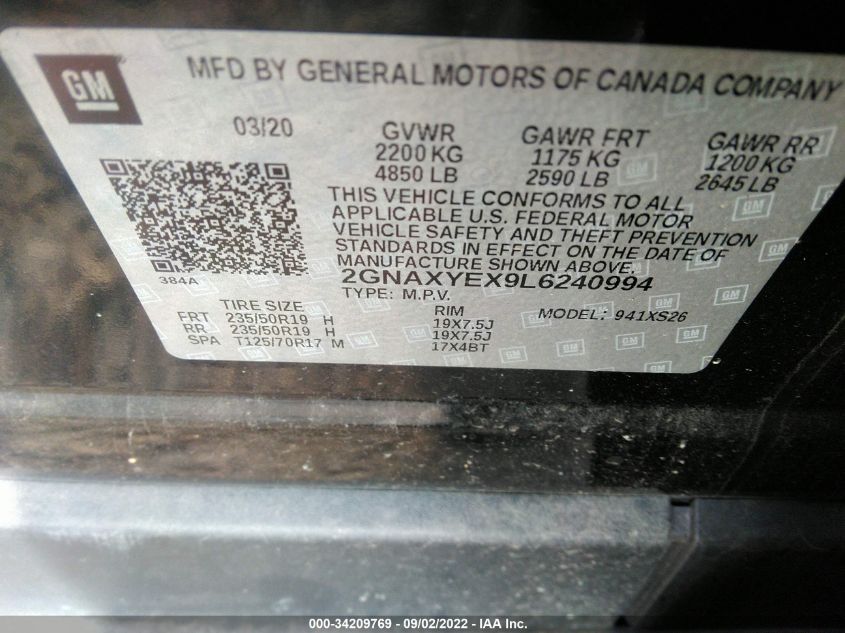 GM
MFD BY GENERAL MOTORS OF CANADA COMPANY
03/20 GVWR GAWR FRT GAWR RR
2200 KG 1175 KG 1200 KG
4850 LB 2590 LB 2645 LB
THIS VEHICLE CONFORMS TO ALL
APPLICABLE U.S. FEDERAL MOTOR
VEHICLE SAFETY AND THEFT PREVENTION
STANDARDS IN EFFECT ON THE DATE OF
MANUFACTURE SHOWN ABOVE.
384A
2GNAXYEX9L6240994
TYPE: M.P.V.
TIRE SIZE RIM MODEL: 941XS26
FRT 235/50R19 H 19X7.5J
RR 235/50R19 H 19X7.5J
SPA T125/70R17 M 17X4BT
000-34209769 - 09/02/2022 - IAA Inc.